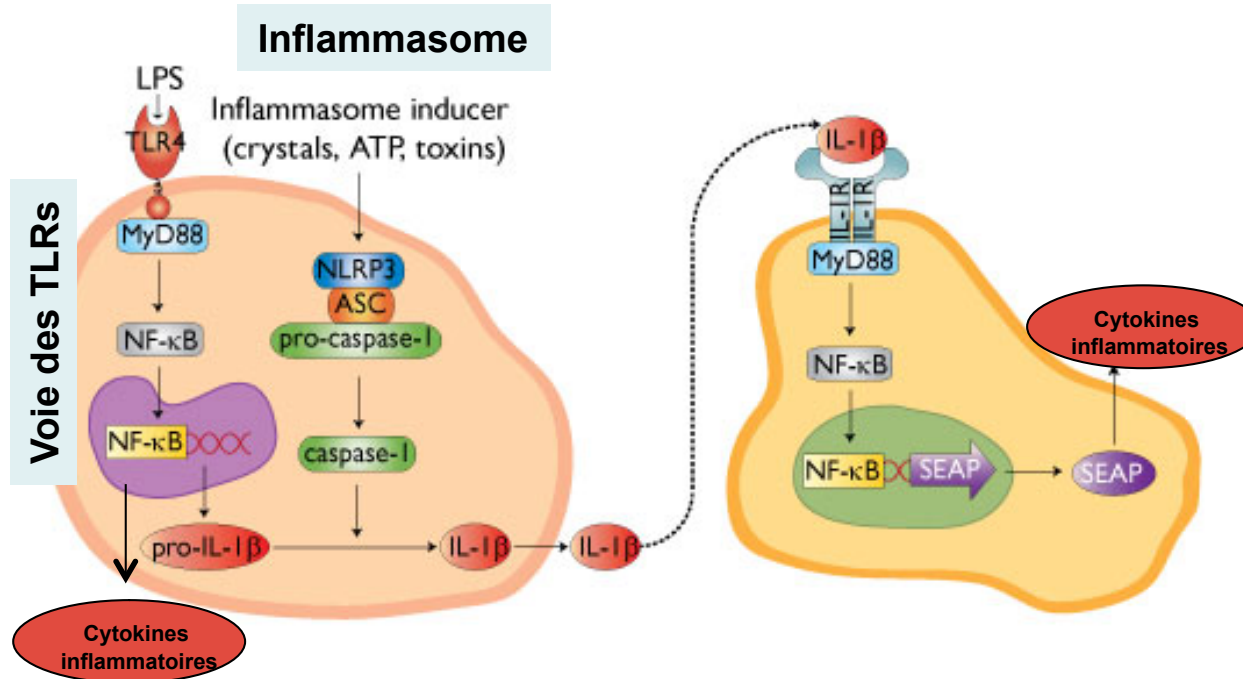 Inflammasome
Voie des TLRs
LPS
TLR4
MyD88
NF-κB
NF-κB
Inflammasome inducer
(crystals, ATP, toxins)
NLRP3
ASC
pro-caspase-1
caspase-1
pro-IL-1β
IL-1β
IL-1β
Cytokines
inflammatoires
IL-1β
IL-1R
IL-1R
MyD88
NF-κB
NF-κB
SEAP
SEAP
Cytokines
inflammatoires